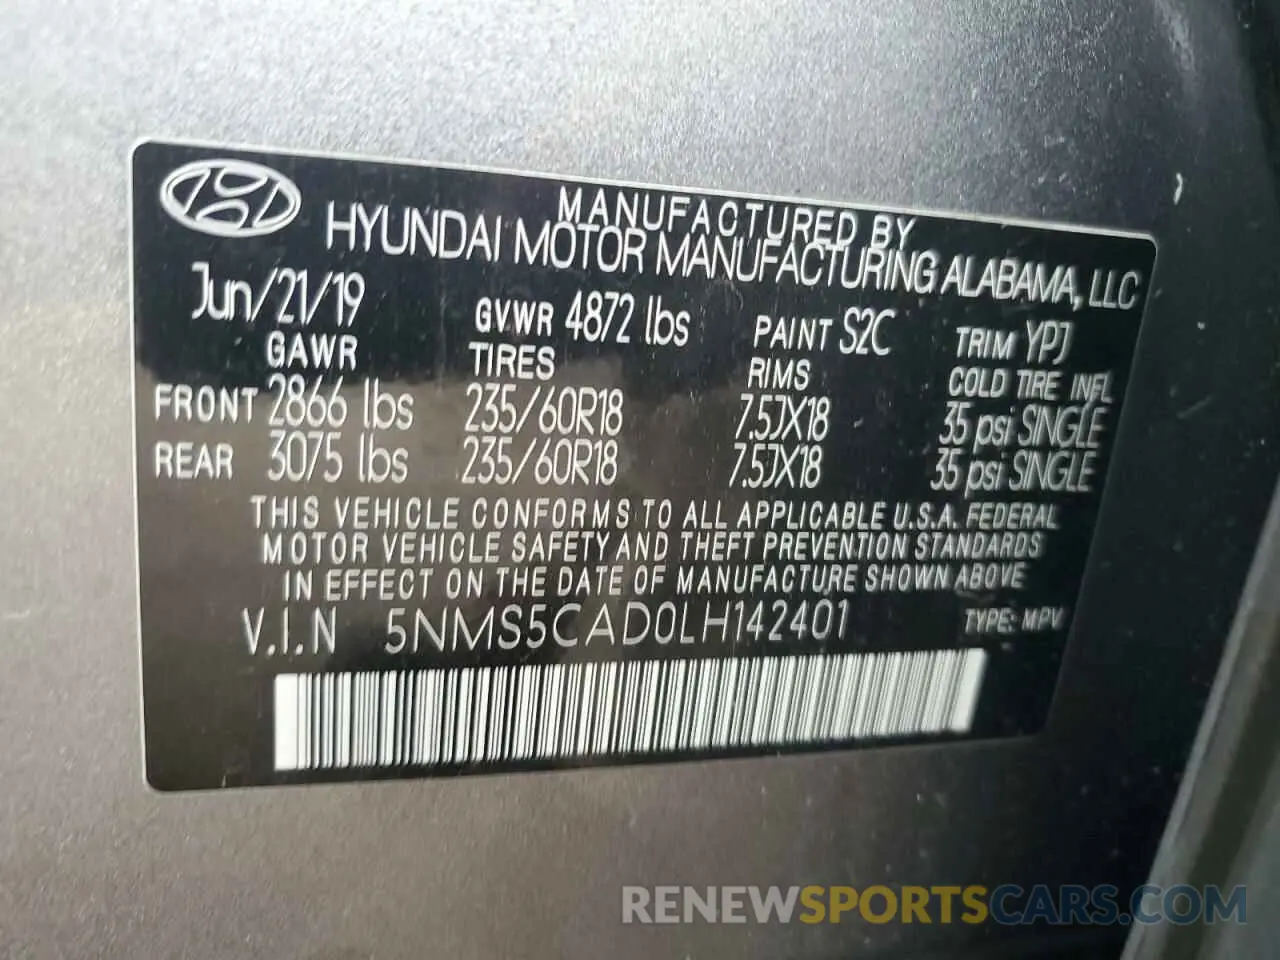 MANUFACTURED BY
HYUNDAI MOTOR MANUFACTURING ALABAMA, LLC
Jun/21/19 GVWR 4872 lbs PAINT S2C TRIM YPJ
GAWR TIRES RIMS COLD TIRE INFL
FRONT 2866 lbs 235/60R18 7.5JX18 35 psi SINGLE
REAR 3075 lbs 235/60R18 7.5JX18 35 psi SINGLE
THIS VEHICLE CONFORMS TO ALL APPLICABLE U.S.A. FEDERAL
MOTOR VEHICLE SAFETY AND THEFT PREVENTION STANDARDS
IN EFFECT ON THE DATE OF MANUFACTURE SHOWN ABOVE
V.I.N 5NMS5CAD0LH142401 TYPE: MPV
RENEWSPORTSCARS.COM